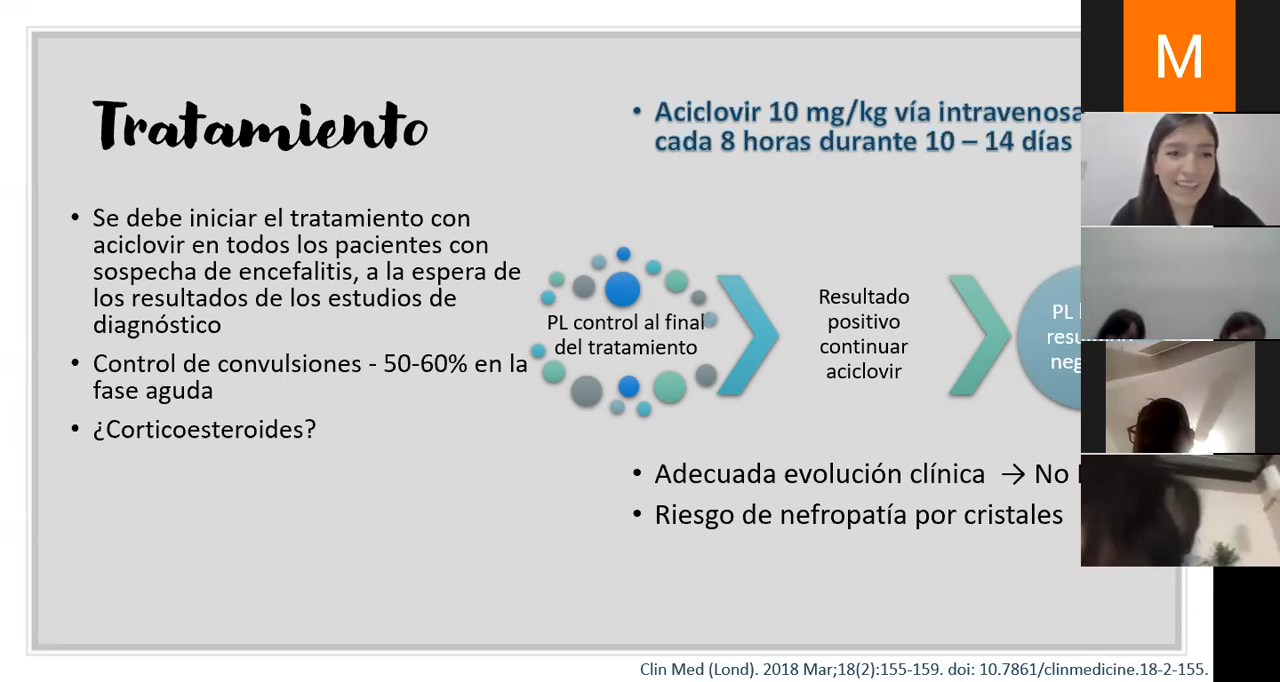 Tratamiento
• Se debe iniciar el tratamiento con
aciclovir en todos los pacientes con
sospecha de encefalitis, a la espera de
los resultados de los estudios de
diagnóstico
• Control de convulsiones - 50-60% en la
fase aguda
• ¿Corticoesteroides?
• Aciclovir 10 mg/kg vía intravenosa
cada 8 horas durante 10 – 14 días
PL control al final
del tratamiento
Resultado
positivo
continuar
aciclovir
PL
• Adecuada evolución clínica → No
• Riesgo de nefropatía por cristales
Clin Med (Lond). 2018 Mar;18(2):155-159. doi: 10.7861/clinmedicine.18-2-155.
M